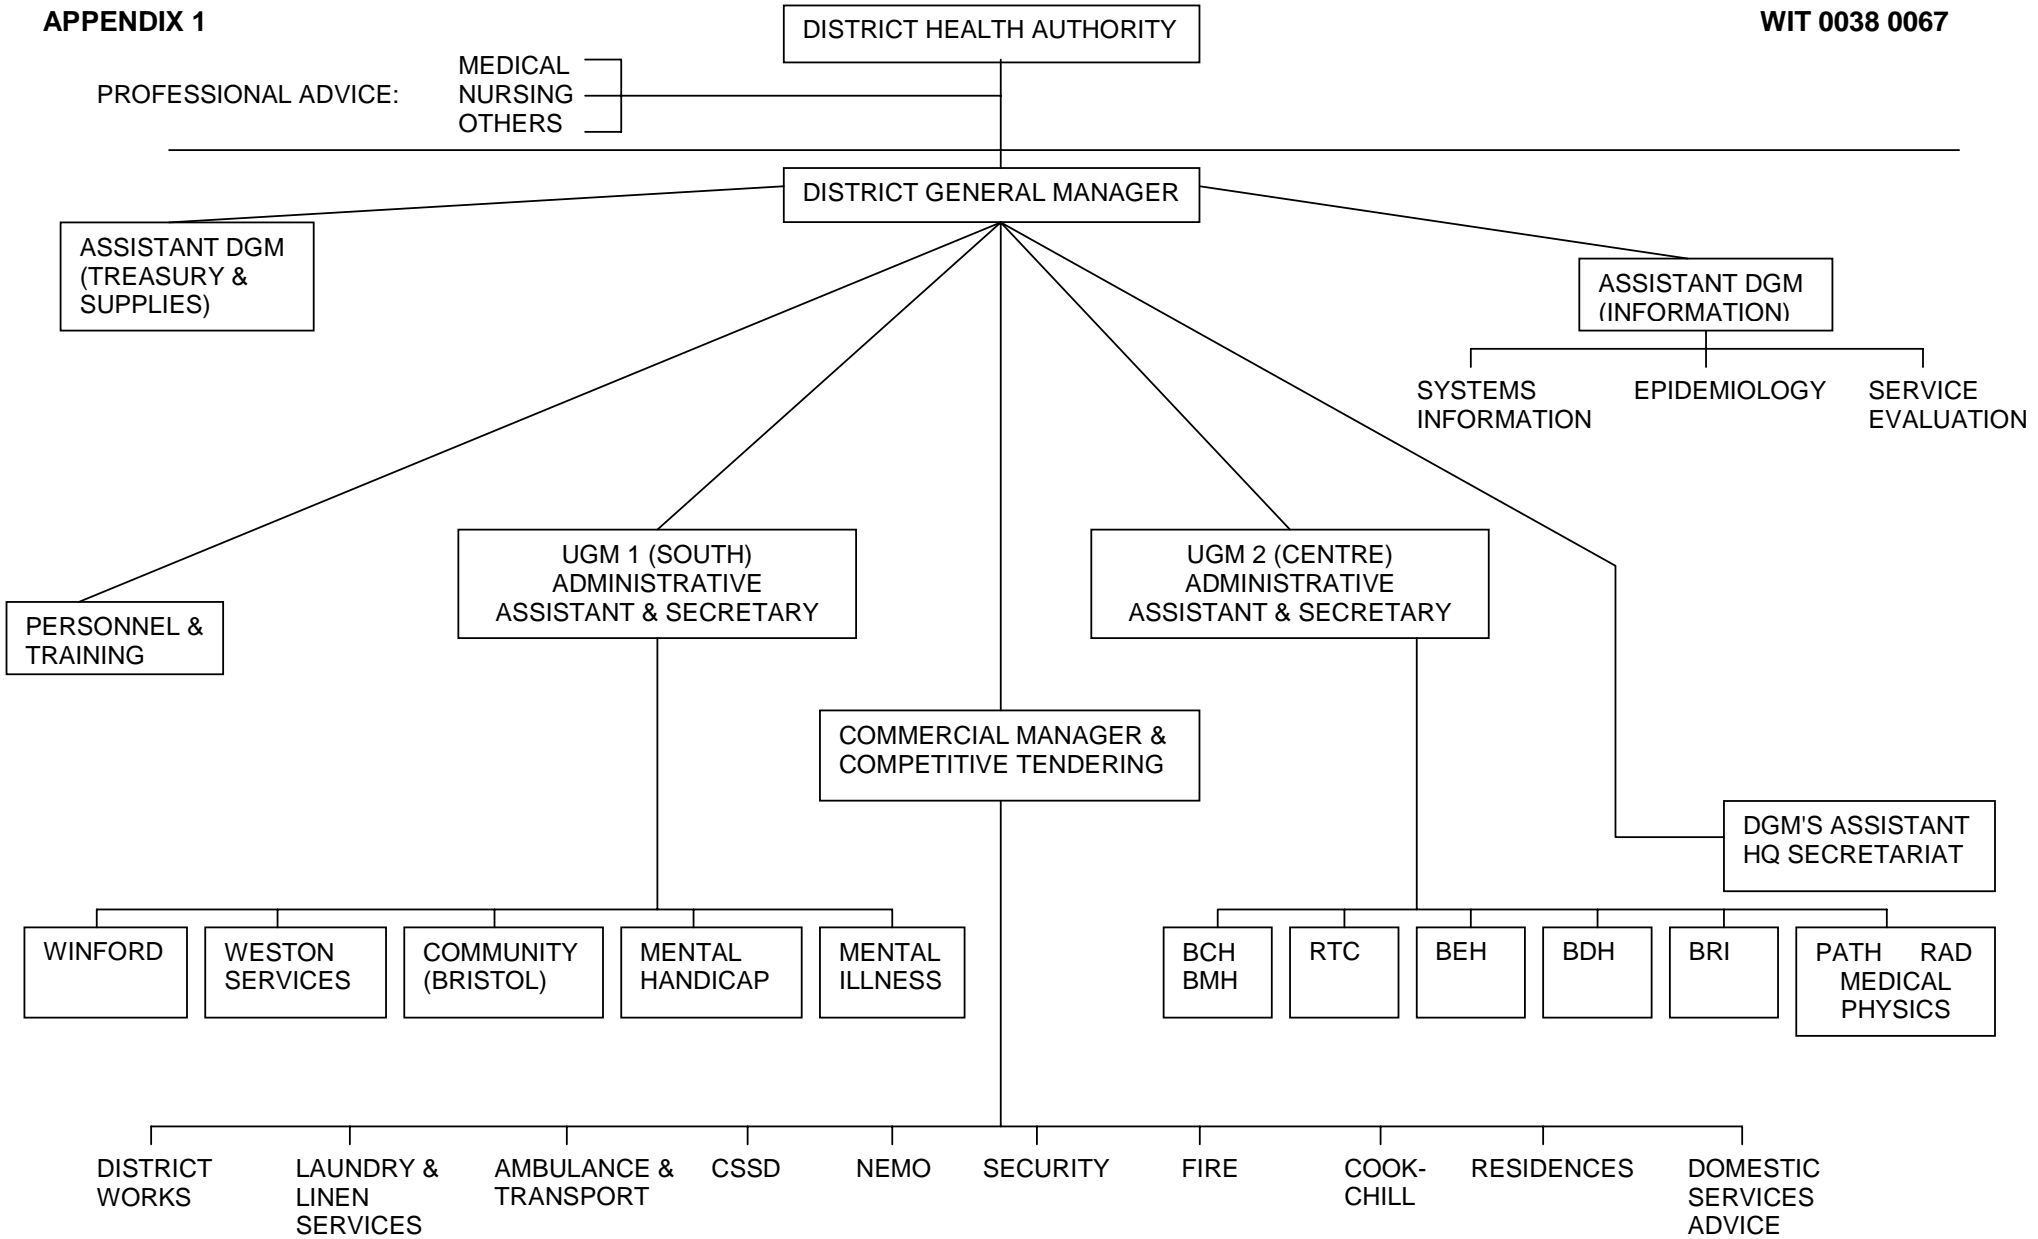 APPENDIX 1
WIT 0038 0067
DISTRICT HEALTH AUTHORITY
PROFESSIONAL ADVICE:
MEDICAL
NURSING
OTHERS
DISTRICT GENERAL MANAGER
ASSISTANT DGM
(TREASURY &
SUPPLIES)
ASSISTANT DGM
(INFORMATION)
SYSTEMS
INFORMATION
EPIDEMIOLOGY
SERVICE
EVALUATION
PERSONNEL &
TRAINING
UGM 1 (SOUTH)
ADMINISTRATIVE
ASSISTANT & SECRETARY
UGM 2 (CENTRE)
ADMINISTRATIVE
ASSISTANT & SECRETARY
COMMERCIAL MANAGER &
COMPETITIVE TENDERING
DGM'S ASSISTANT
HQ SECRETARIAT
WINFORD
WESTON
SERVICES
COMMUNITY
(BRISTOL)
MENTAL
HANDICAP
MENTAL
ILLNESS
BCH
BMH
RTC
BEH
BDH
BRI
PATH RAD
MEDICAL
PHYSICS
DISTRICT
WORKS
LAUNDRY &
LINEN
SERVICES
AMBULANCE &
TRANSPORT
CSSD
NEMO
SECURITY
FIRE
COOK-
CHILL
RESIDENCES
DOMESTIC
SERVICES
ADVICE